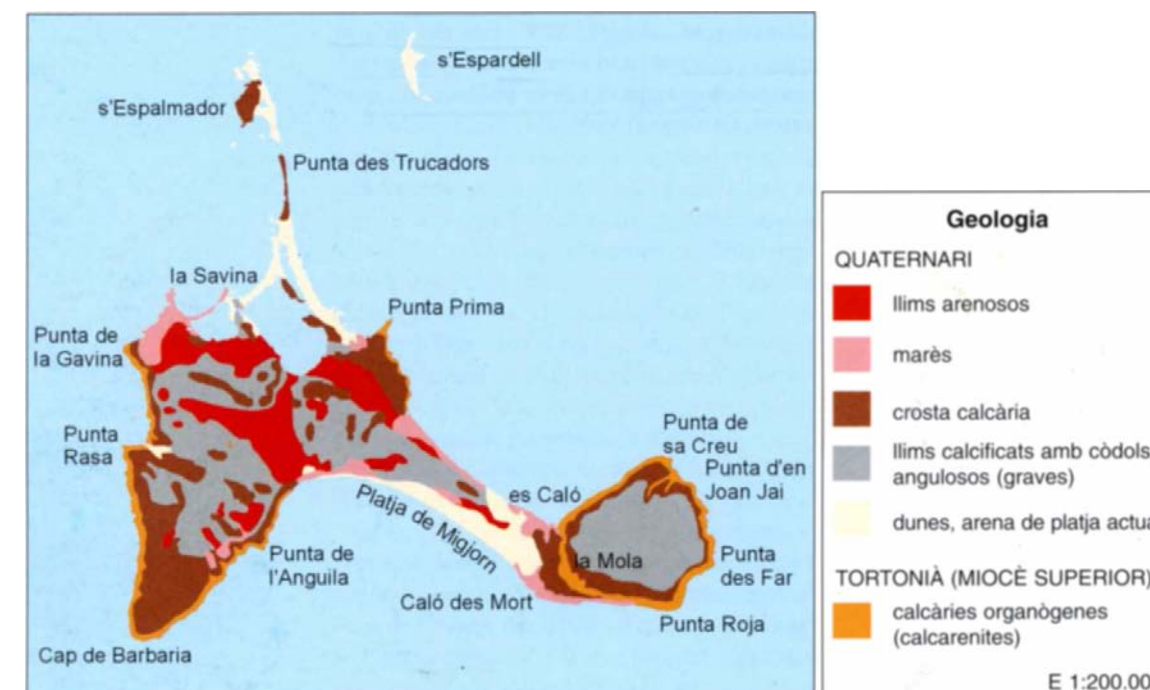 s'Espardell
s'Espalmador
Punta des Trucadors
la Savina
Punta Prima
Punta de
la Gavina
Punta
Rasa
Punta de
sa Creu
Punta d'en
Joan Jai
es Caló
Platja de Migjorn
la Mola
Punta de
l'Anguila
Punta
des Far
Caló des Mort
Punta Roja
Cap de Barbaria
Geologia
QUATERNARI
llims arenosos
marès
crosta calcària
llims calcificats amb còdols
angulosos (graves)
dunes, arena de platja actua
TORTONIÀ (MIOCÈ SUPERIOR)
calcàries organògenes
(calcarenites)
E 1:200.00